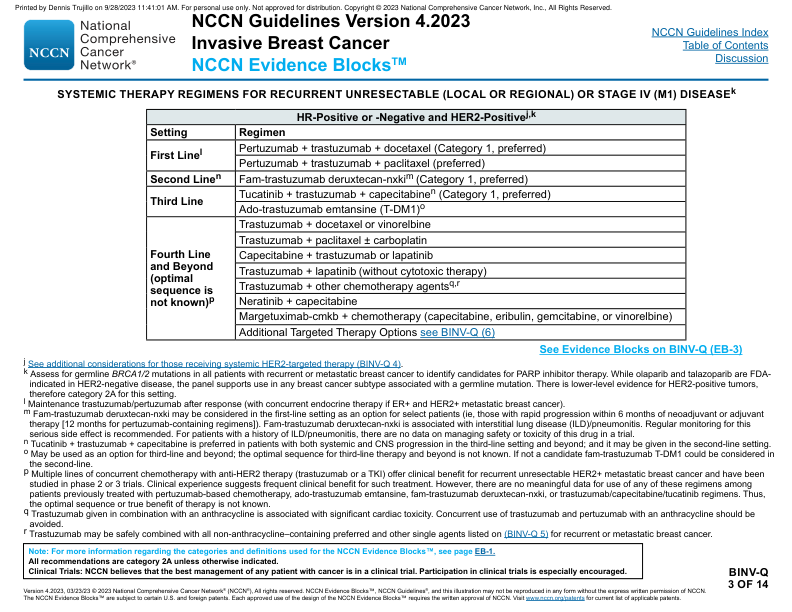 Printed by Dennis Trujillo on 9/28/2023 11:41:01 AM. For personal use only. Not approved for distribution. Copyright © 2023 National Comprehensive Cancer Network, Inc., All Rights Reserved.
NCCN
National
Comprehensive
Cancer
Network®
NCCN Guidelines Version 4.2023
Invasive Breast Cancer
NCCN Evidence Blocks™
NCCN Guidelines Index
Table of Contents
Discussion
SYSTEMIC THERAPY REGIMENS FOR RECURRENT UNRESECTABLE (LOCAL OR REGIONAL) OR STAGE IV (M1) DISEASEk
HR-Positive or -Negative and HER2-Positivej,k
Setting Regimen
First Linel
Pertuzumab + trastuzumab + docetaxel (Category 1, preferred)
Pertuzumab + trastuzumab + paclitaxel (preferred)
Second Linen Fam-trastuzumab deruxtecan-nxkim (Category 1, preferred)
Third Line
Tucatinib + trastuzumab + capecitabinen (Category 1, preferred)
Ado-trastuzumab emtansine (T-DM1)o
Fourth Line
and Beyond
(optimal
sequence is
not known)p
Trastuzumab + docetaxel or vinorelbine
Trastuzumab + paclitaxel ± carboplatin
Capecitabine + trastuzumab or lapatinib
Trastuzumab + lapatinib (without cytotoxic therapy)
Trastuzumab + other chemotherapy agentsq,r
Neratinib + capecitabine
Margetuximab-cmkb + chemotherapy (capecitabine, eribulin, gemcitabine, or vinorelbine)
Additional Targeted Therapy Options see BINV-Q (6)
See Evidence Blocks on BINV-Q (EB-3)
j See additional considerations for those receiving systemic HER2-targeted therapy (BINV-Q 4).
k Assess for germline BRCA1/2 mutations in all patients with recurrent or metastatic breast cancer to identify candidates for PARP inhibitor therapy. While olaparib and talazoparib are FDA-
indicated in HER2-negative disease, the panel supports use in any breast cancer subtype associated with a germline mutation. There is lower-level evidence for HER2-positive tumors,
therefore category 2A for this setting.
l Maintenance trastuzumab/pertuzumab after response (with concurrent endocrine therapy if ER+ and HER2+ metastatic breast cancer).
m Fam-trastuzumab deruxtecan-nxki may be considered in the first-line setting as an option for select patients (ie, those with rapid progression within 6 months of neoadjuvant or adjuvant
therapy [12 months for pertuzumab-containing regimens]). Fam-trastuzumab deruxtecan-nxki is associated with interstitial lung disease (ILD)/pneumonitis. Regular monitoring for this
serious side effect is recommended. For patients with a history of ILD/pneumonitis, there are no data on managing safety or toxicity of this drug in a trial.
n Tucatinib + trastuzumab + capecitabine is preferred in patients with both systemic and CNS progression in the third-line setting and beyond; and it may be given in the second-line setting.
o May be used as an option for third-line and beyond; the optimal sequence for third-line therapy and beyond is not known. If not a candidate fam-trastuzumab T-DM1 could be considered in
the second-line.
p Multiple lines of concurrent chemotherapy with anti-HER2 therapy (trastuzumab or a TKI) offer clinical benefit for recurrent unresectable HER2+ metastatic breast cancer and have been
studied in phase 2 or 3 trials. Clinical experience suggests frequent clinical benefit for such treatment. However, there are no meaningful data for use of any of these regimens among
patients previously treated with pertuzumab-based chemotherapy, ado-trastuzumab emtansine, fam-trastuzumab deruxtecan-nxki, or trastuzumab/capecitabine/tucatinib regimens. Thus,
the optimal sequence or true benefit of therapy is not known.
q Trastuzumab given in combination with an anthracycline is associated with significant cardiac toxicity. Concurrent use of trastuzumab and pertuzumab with an anthracycline should be
avoided.
r Trastuzumab may be safely combined with all non-anthracycline–containing preferred and other single agents listed on (BINV-Q 5) for recurrent or metastatic breast cancer.
Note: For more information regarding the categories and definitions used for the NCCN Evidence Blocks™, see page EB-1.
All recommendations are category 2A unless otherwise indicated.
Clinical Trials: NCCN believes that the best management of any patient with cancer is in a clinical trial. Participation in clinical trials is especially encouraged.
BINV-Q
3 OF 14
Version 4.2023, 03/23/23 © 2023 National Comprehensive Cancer Network® (NCCN®), All rights reserved. NCCN Evidence Blocks™, NCCN Guidelines®, and this illustration may not be reproduced in any form without the express written permission of NCCN.
The NCCN Evidence Blocks™ are subject to certain U.S. and foreign patents. Each approved use of the design of the NCCN Evidence Blocks™ requires the written approval of NCCN. Visit www.nccn.org/patents for current list of applicable patents.